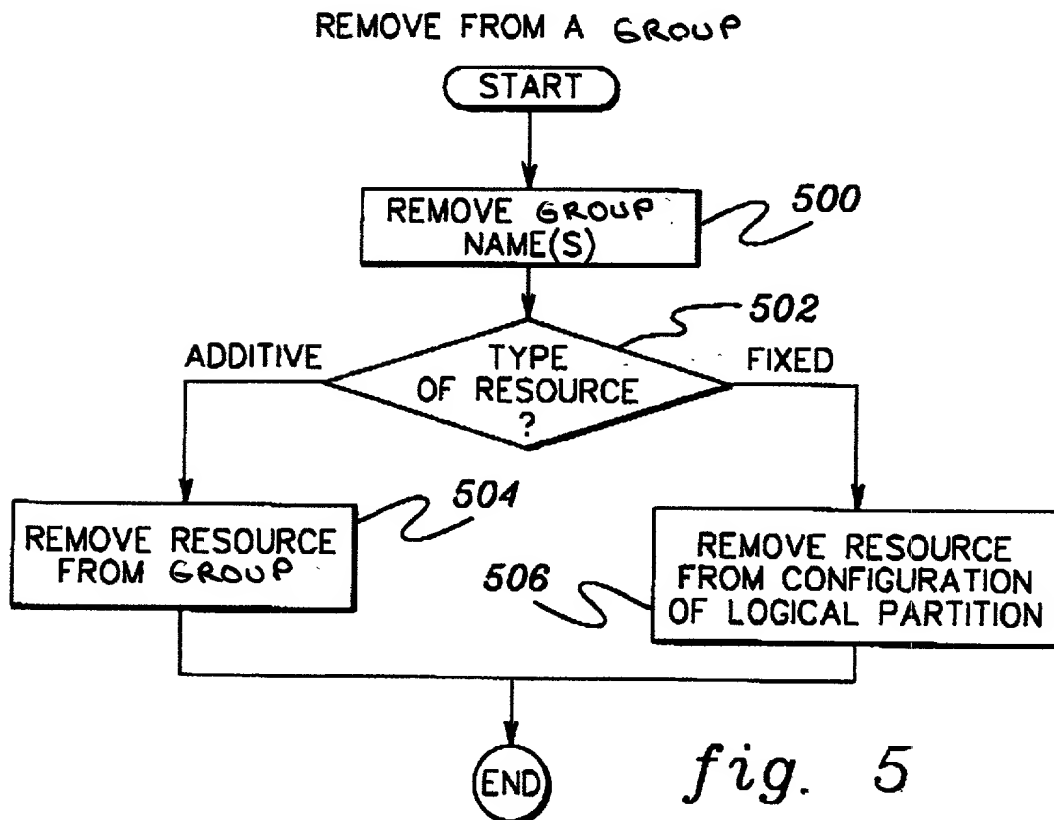 REMOVE FROM A GROUP
START
REMOVE GROUP
NAME(S)
500
502
ADDITIVE
TYPE
OF RESOURCE
?
FIXED
504
REMOVE RESOURCE
FROM GROUP
506
REMOVE RESOURCE
FROM CONFIGURATION
OF LOGICAL PARTITION
END
fig. 5